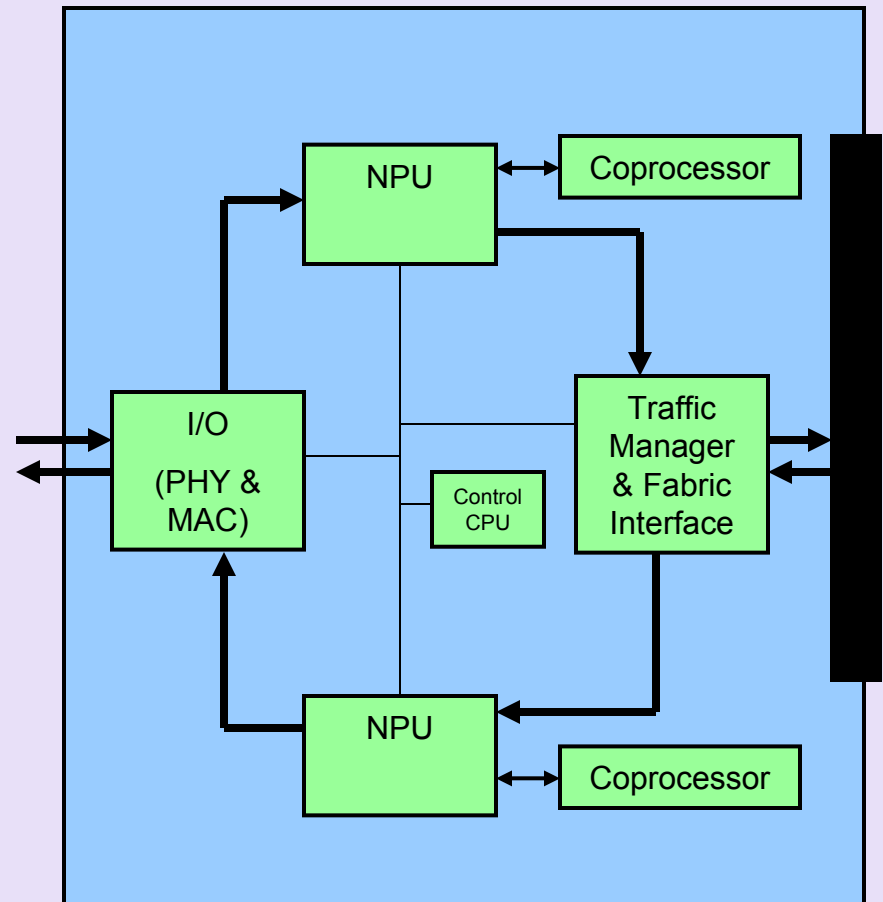 NPU
Coprocessor
I/O
(PHY &
MAC)
Traffic
Manager
& Fabric
Interface
Control
CPU
NPU
Coprocessor